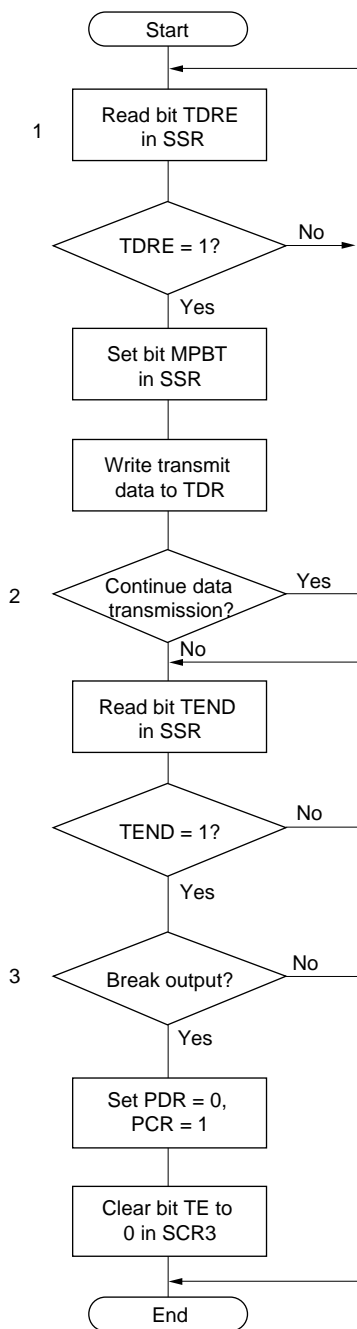 Start
1
Read bit TDRE
in SSR
TDRE = 1?
No
Yes
Set bit MPBT
in SSR
Write transmit
data to TDR
2
Continue data
transmission?
Yes
No
Read bit TEND
in SSR
TEND = 1?
No
Yes
3
Break output?
No
Yes
Set PDR = 0,
PCR = 1
Clear bit TE to
0 in SCR3
End